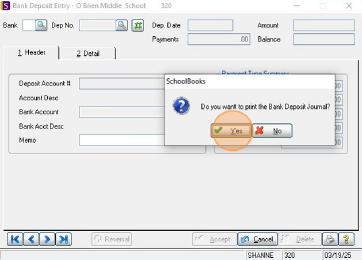 Bank Deposit Entry - O'Brien Middle School 320
Bank Dep No. # Dep. Date Amount
Payments .00 Balance
1. Header 2. Detail
Deposit Account #
Account Desc
Bank Account
Bank Acct Desc
Memo
Payment Type Summary
SchoolBooks
Do you want to print the Bank Deposit Journal?
Yes No
Reversal Accept Cancel Delete
SHANNE 320 03/19/25